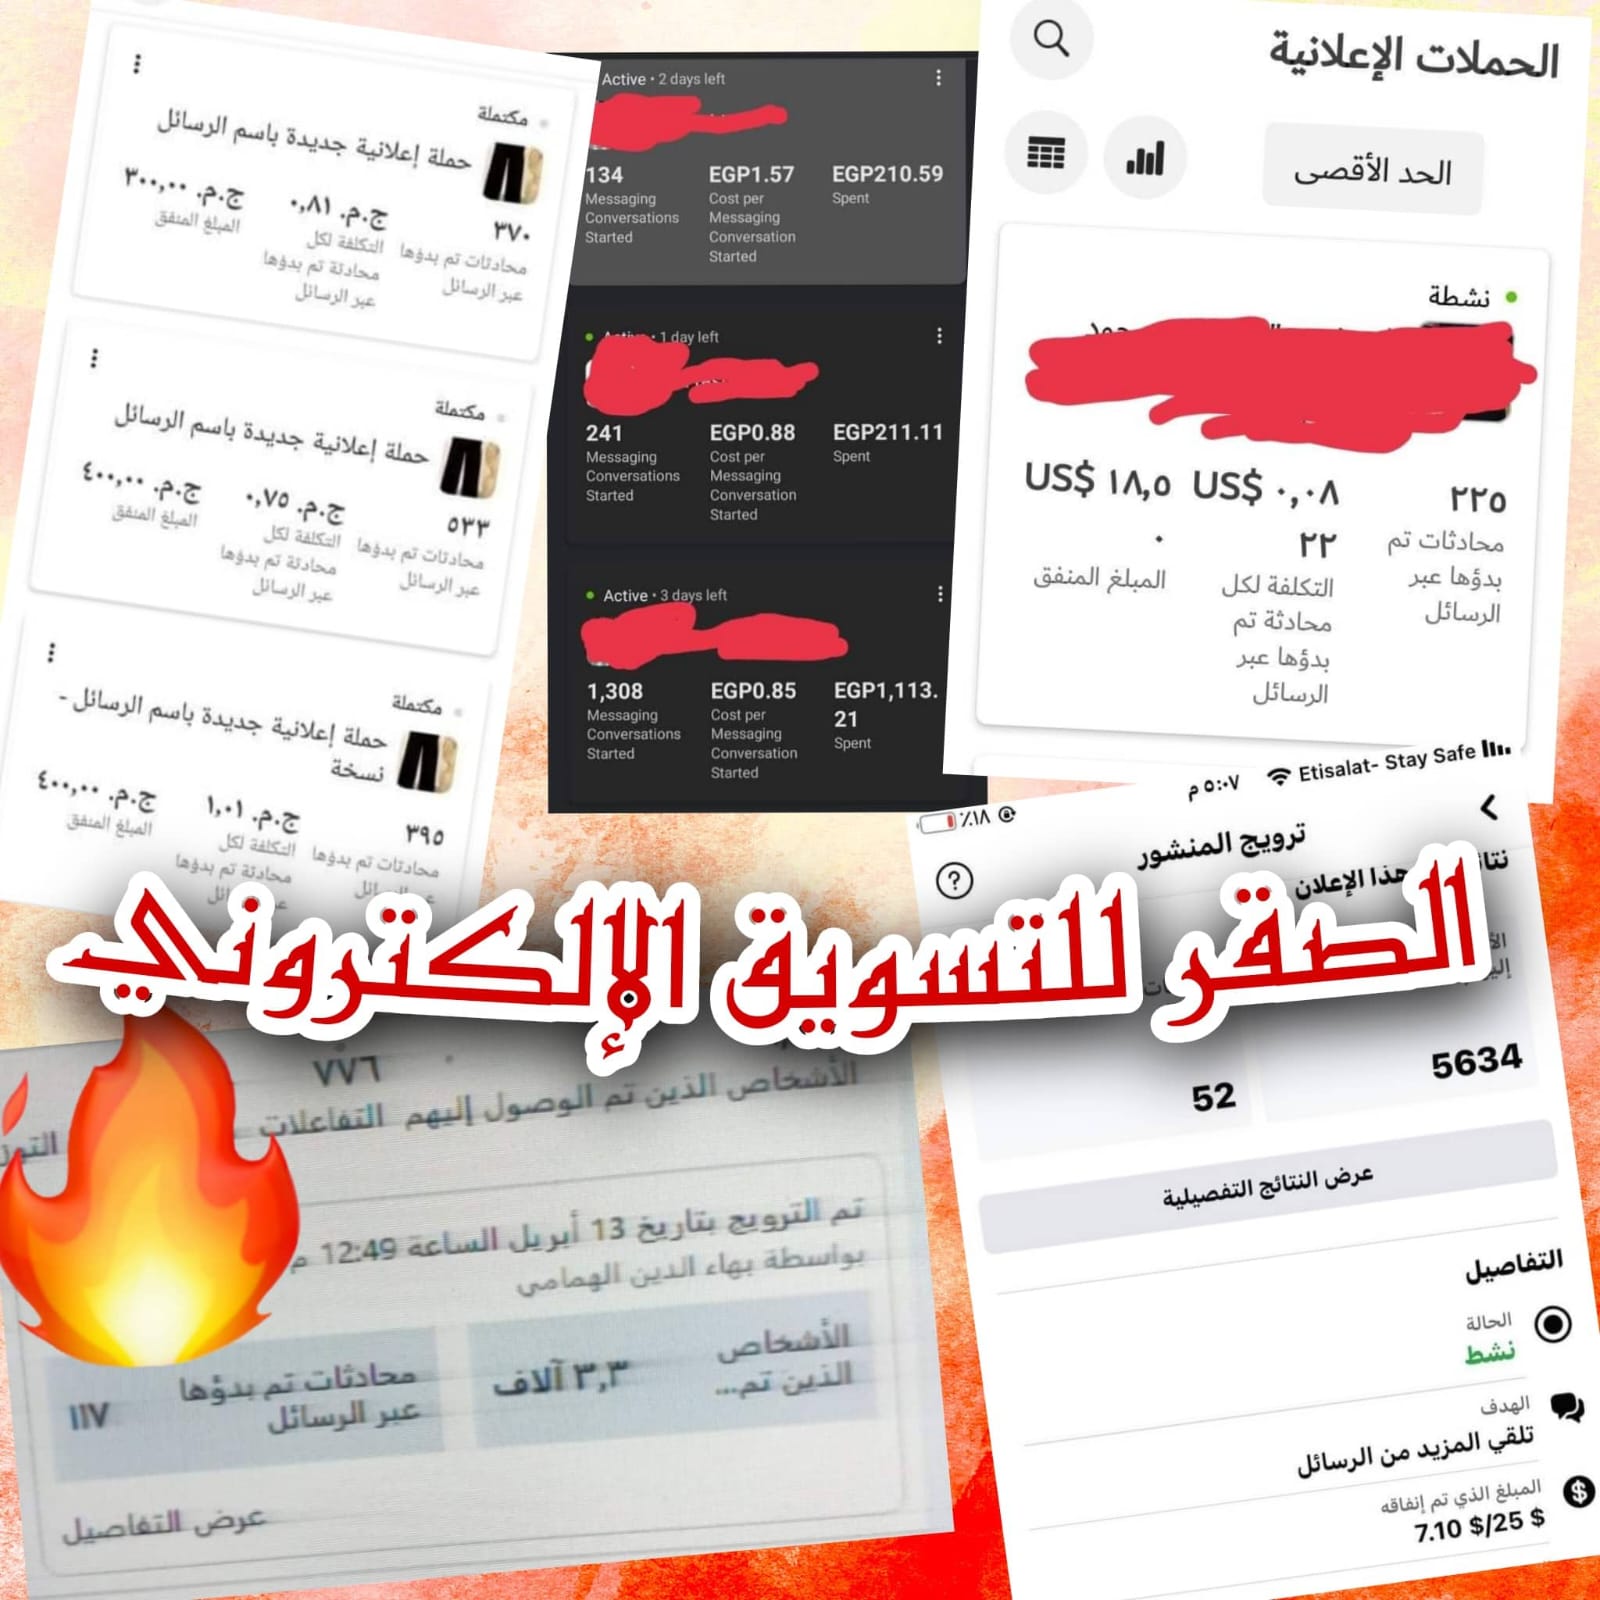 مكتملة
حملة إعلانية جديدة باسم الرسائل
٣٧٠
ج.م.‏ ٠,٨١
ج.م.‏ ٣٠٠,٠٠
محادثات تم بدؤها
عبر الرسائل
التكلفة لكل
محادثة تم بدؤها
عبر الرسائل
المبلغ المنفق
مكتملة
حملة إعلانية جديدة باسم الرسائل
٥٣٣
ج.م.‏ ٠,٧٥
ج.م.‏ ٤٠٠,٠٠
محادثات تم بدؤها
عبر الرسائل
التكلفة لكل
محادثة تم بدؤها
عبر الرسائل
المبلغ المنفق
مكتملة
حملة إعلانية جديدة باسم الرسائل -
نسخة
٣٩٥
ج.م.‏ ١,٠١
ج.م.‏ ٤٠٠,٠٠
محادثات تم بدؤها
التكلفة لكل
محادثة تم بدؤها
المبلغ المنفق
Active • 2 days left
134
Messaging
Conversations
Started
EGP1.57
Cost per
Messaging
Conversation
Started
EGP210.59
Spent
Active • 1 day left
241
Messaging
Conversations
Started
EGP0.88
Cost per
Messaging
Conversation
Started
EGP211.11
Spent
Active • 3 days left
1,308
Messaging
Conversations
Started
EGP0.85
Cost per
Messaging
Conversation
Started
EGP1,113.
21
Spent
الحملات الإعلانية
الحد الأقصى
نشطة
٢٢٥
محادثات تم
بدؤها عبر
الرسائل
US$ ٠,٠٨
٢٢
التكلفة لكل
محادثة تم
بدؤها عبر
الرسائل
US$ ١٨,٥
٠
المبلغ المنفق
الصقر للتسويق الإلكتروني
٥:٠٧ م
Etisalat- Stay Safe
٪١٨
ترويج المنشور
هذا الإعلان
5634
52
عرض النتائج التفصيلية
التفاصيل
الحالة
نشط
الهدف
تلقي المزيد من الرسائل
المبلغ الذي تم إنفاقه
7.10 $/25 $
٧٧٦
الأشخاص الذين تم الوصول إليهم
التفاعلات
تم الترويج بتاريخ 13 أبريل الساعة 12:49 م
بواسطة بهاء الدين الهمامي
الأشخاص
الذين تم...
٣,٣ آلاف
محادثات تم بدؤها
عبر الرسائل
١١٧
عرض التفاصيل